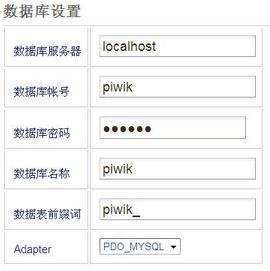 数据库设置
数据库服务器 localhost
数据库帐号 piwik
数据库密码 ●●●●●●
数据库名称 piwik
数据表前缀词 piwik_
Adapter PDO_MYSQL